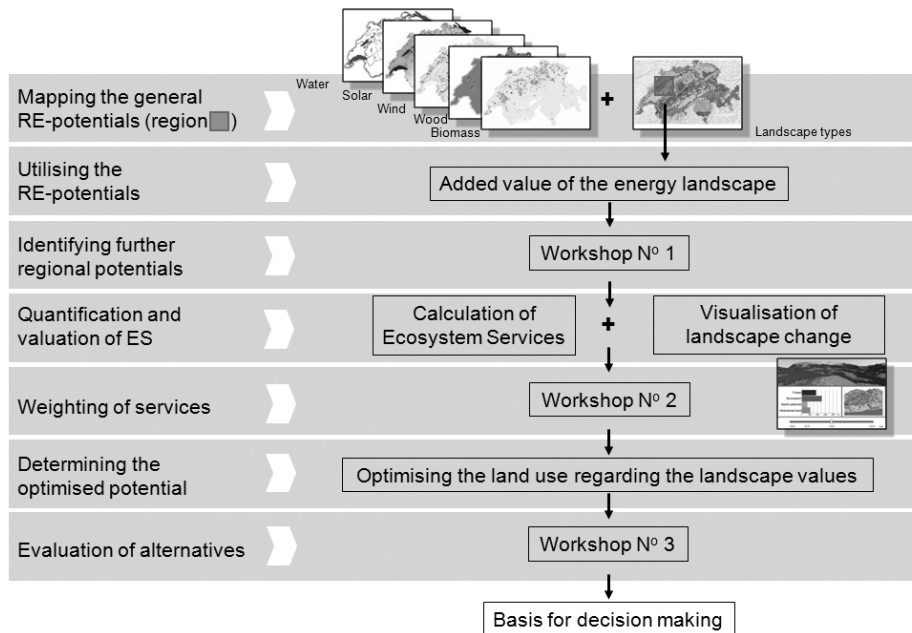 Water
Solar
Wind
Wood
Biomass
+
Landscape types
Mapping the general
RE-potentials (region )
Utilising the
RE-potentials
Added value of the energy landscape
Identifying further
regional potentials
Workshop Nº 1
Quantification and
valuation of ES
Calculation of
Ecosystem Services
+
Visualisation of
landscape change
Weighting of services
Workshop Nº 2
Determining the
optimised potential
Optimising the land use regarding the landscape values
Evaluation of alternatives
Workshop Nº 3
Basis for decision making